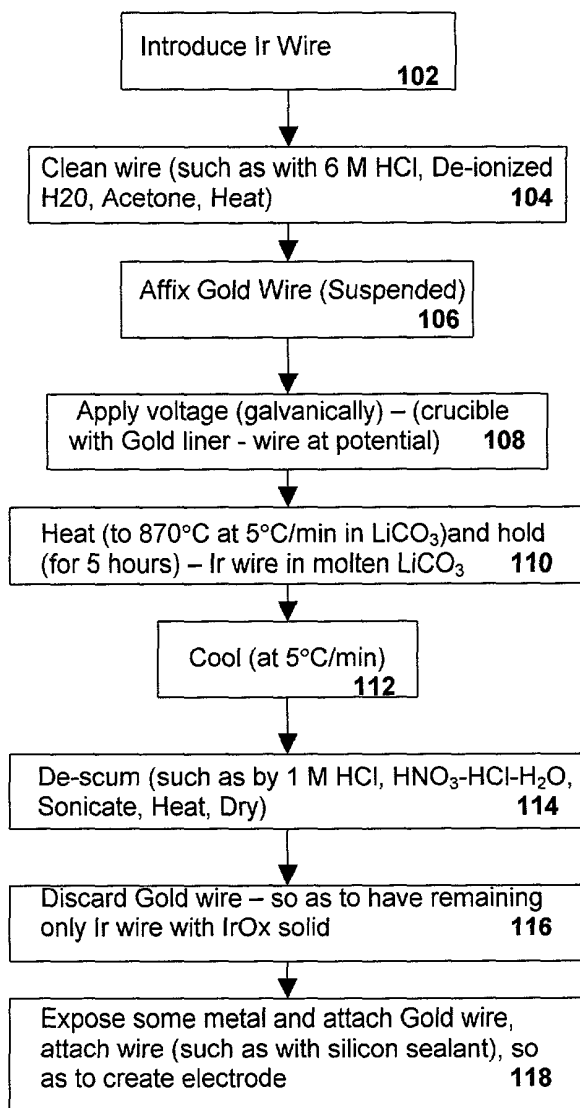 Introduce Ir Wire
102
Clean wire (such as with 6 M HCl, De-ionized
H20, Acetone, Heat) 104
Affix Gold Wire (Suspended)
106
Apply voltage (galvanically) – (crucible
with Gold liner - wire at potential) 108
Heat (to 870°C at 5°C/min in LiCO₃)and hold
(for 5 hours) – Ir wire in molten LiCO₃ 110
Cool (at 5°C/min)
112
De-scum (such as by 1 M HCl, HNO₃-HCl-H₂O,
Sonicate, Heat, Dry) 114
Discard Gold wire – so as to have remaining
only Ir wire with IrOx solid 116
Expose some metal and attach Gold wire,
attach wire (such as with silicon sealant), so
as to create electrode 118